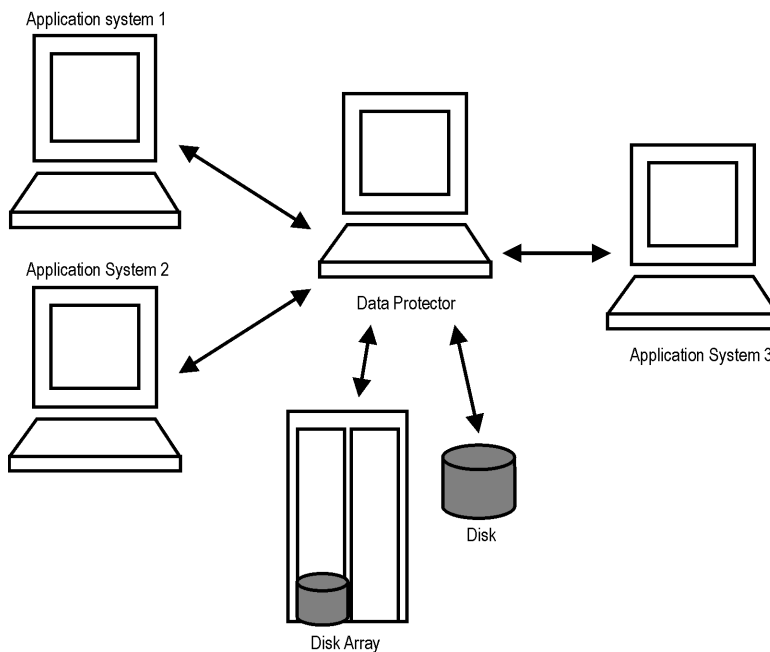 Application system 1
Application System 2
Data Protector
Application System 3
Disk
Disk Array